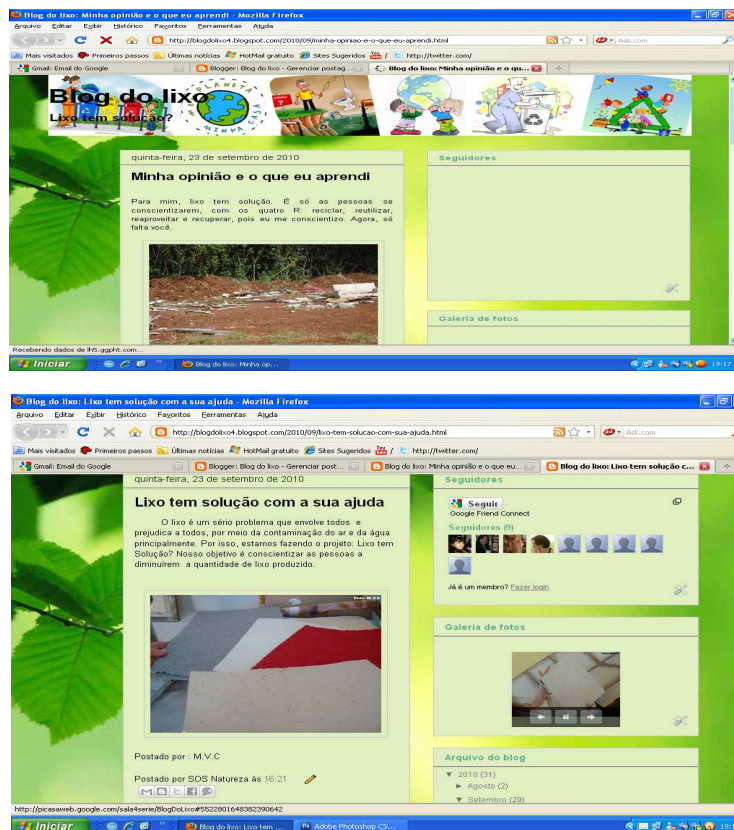 Blog do lixo: Minha opinião e o que eu aprendi - Mozilla Firefox
Arquivo Editar Exibir Histórico Favoritos Ferramentas Ajuda
http://blogdolixo4.blogspot.com/2010/09/minha-opiniao-e-o-que-eu-aprendi.html
Ask.com
Mais visitados Primeiros passos Últimas notícias HotMail gratuito Sites Sugeridos / http://twitter.com/
Gmail: Email do Google
Blogger: Blog do lixo - Gerenciar postag...
Blog do lixo: Minha opinião e o qu...
Blog do lixo
Lixo tem solução?
PLANETA
MINHA
quinta-feira, 23 de setembro de 2010
Minha opinião e o que eu aprendi
Para mim, lixo tem solução. É só as pessoas se
conscientizarem, com os quatro R: reciclar, reutilizar,
reaproveitar e recuperar, pois eu me conscientizo. Agora, só
falta você.
Seguidores
Galeria de fotos
Recebendo dados de lh5.ggpht.com...
Iniciar
Blog do lixo: Minha op...
19:17
Blog do lixo: Lixo tem solução com a sua ajuda - Mozilla Firefox
Arquivo Editar Exibir Histórico Favoritos Ferramentas Ajuda
http://blogdolixo4.blogspot.com/2010/09/lixo-tem-solucao-com-sua-ajuda.html
Ask.com
Mais visitados Primeiros passos Últimas notícias HotMail gratuito Sites Sugeridos / http://twitter.com/
Gmail: Email do Google
Blogger: Blog do lixo - Gerenciar post...
Blog do lixo: Minha opinião e o que eu...
Blog do lixo: Lixo tem solução c...
quinta-feira, 23 de setembro de 2010
Lixo tem solução com a sua ajuda
O lixo é um sério problema que envolve todos e
prejudica a todos, por meio da contaminação do ar e da água
principalmente. Por isso, estamos fazendo o projeto: Lixo tem
Solução? Nosso objetivo é conscientizar as pessoas a
diminuírem a quantidade de lixo produzido.
Postado por : M.V.C
Postado por SOS Natureza às 16:21
Seguidores
Seguir
Google Friend Connect
Seguidores (9)
Já é um membro? Fazer login
Galeria de fotos
Arquivo do blog
▼ 2010 (31)
► Agosto (2)
▼ Setembro (29)
http://picasaweb.google.com/sala4serie/BlogDoLixo#5522801648382390642
Iniciar
Blog do lixo: Lixo tem ...
Adobe Photoshop CS...